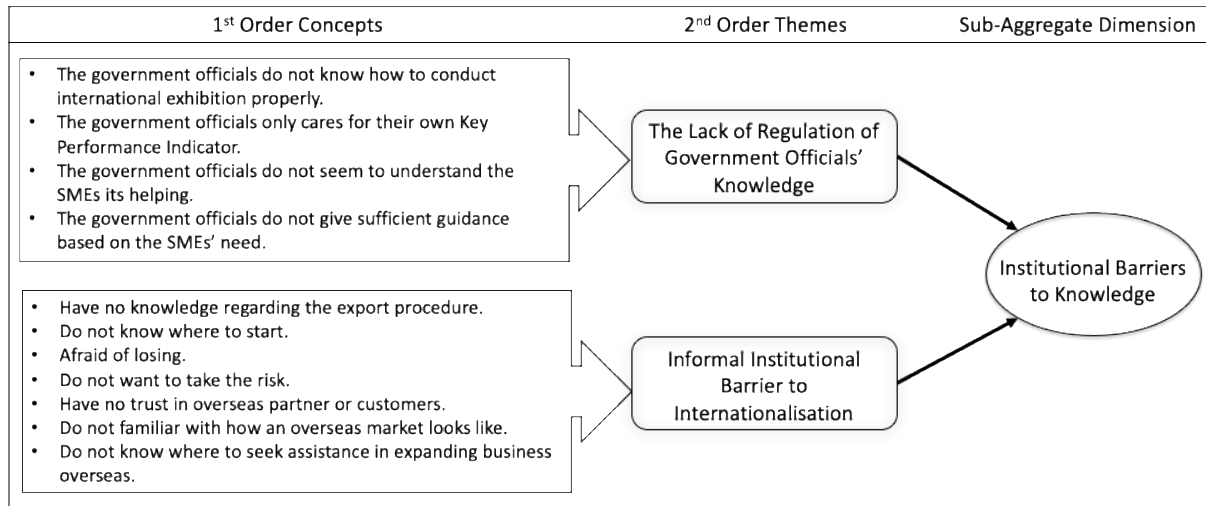 1st Order Concepts
2nd Order Themes
Sub-Aggregate Dimension
• The government officials do not know how to conduct
international exhibition properly.
• The government officials only cares for their own Key
Performance Indicator.
• The government officials do not seem to understand the
SMEs its helping.
• The government officials do not give sufficient guidance
based on the SMEs' need.
The Lack of Regulation of
Government Officials'
Knowledge
• Have no knowledge regarding the export procedure.
• Do not know where to start.
• Afraid of losing.
• Do not want to take the risk.
• Have no trust in overseas partner or customers.
• Do not familiar with how an overseas market looks like.
• Do not know where to seek assistance in expanding business
overseas.
Informal Institutional
Barrier to
Internationalisation
Institutional Barriers
to Knowledge